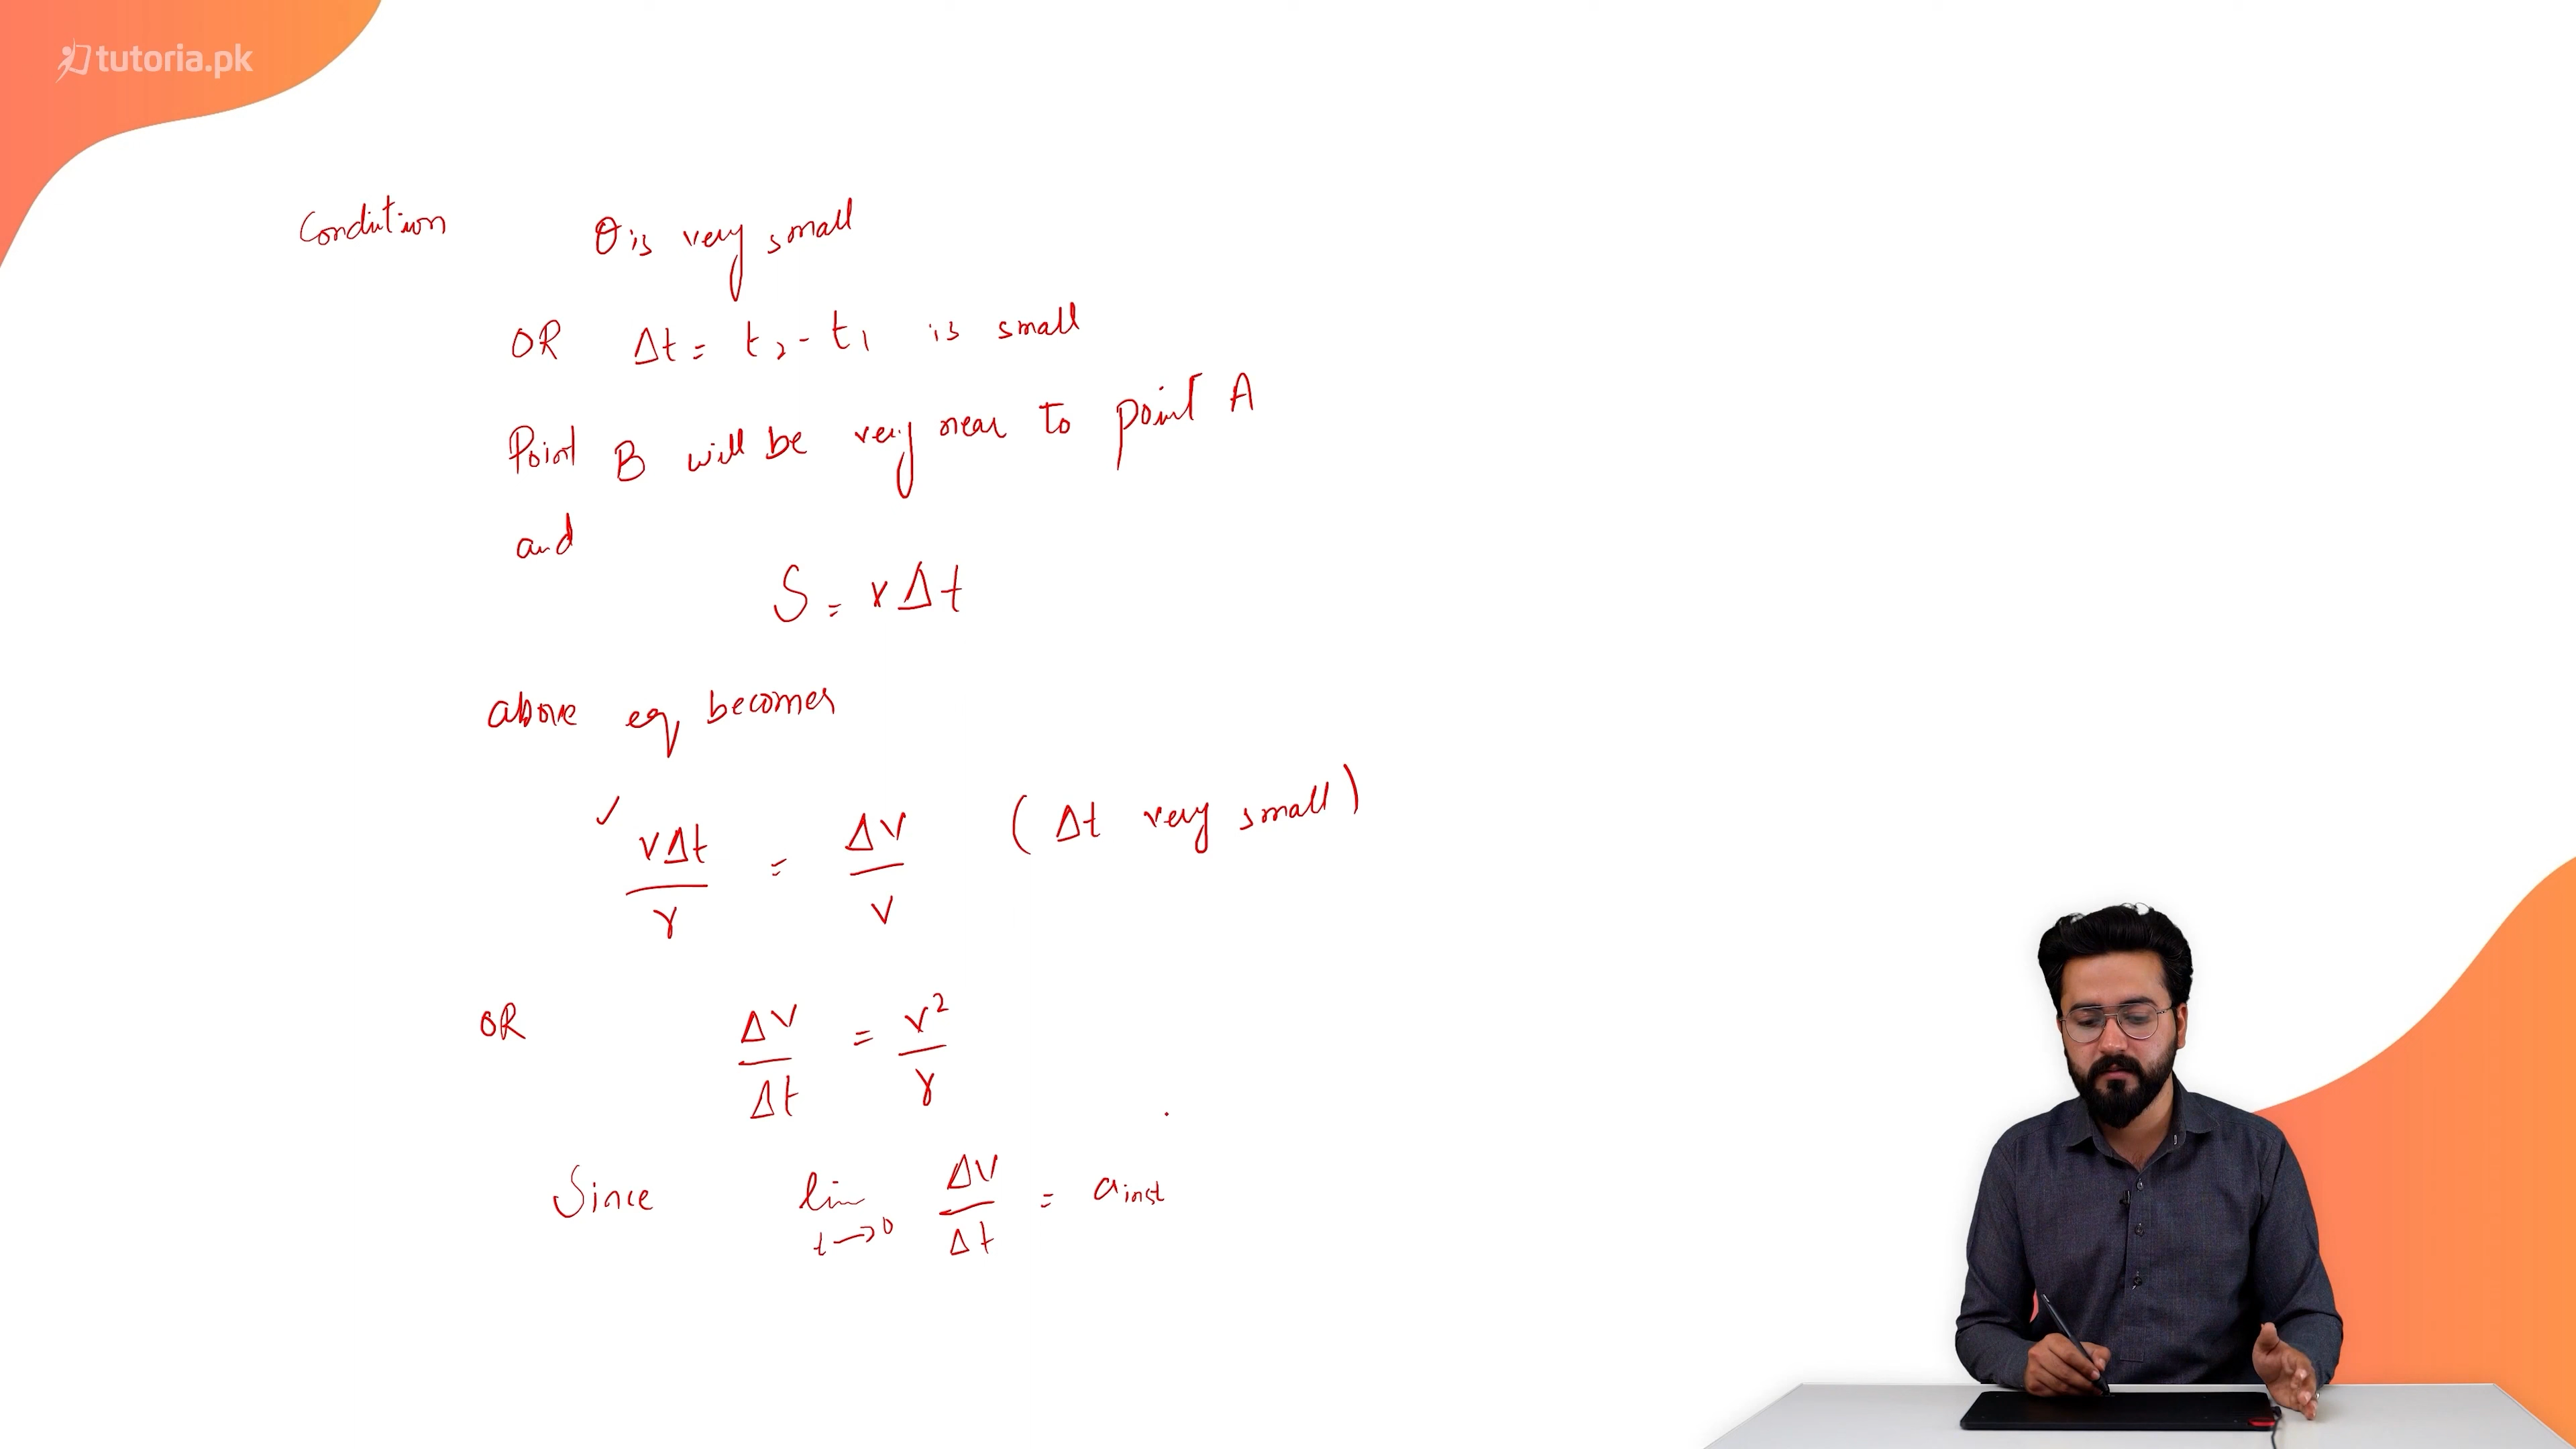 tutoria.pk
Condition θ is very small
OR Δt = t₂ - t₁ is small
Point B will be very near to point A
and
S = vΔt
above eq becomes
✓ vΔt/r = Δv/v (Δt very small)
OR Δv/Δt = v²/r
Since lim t→0 Δv/Δt = a inst